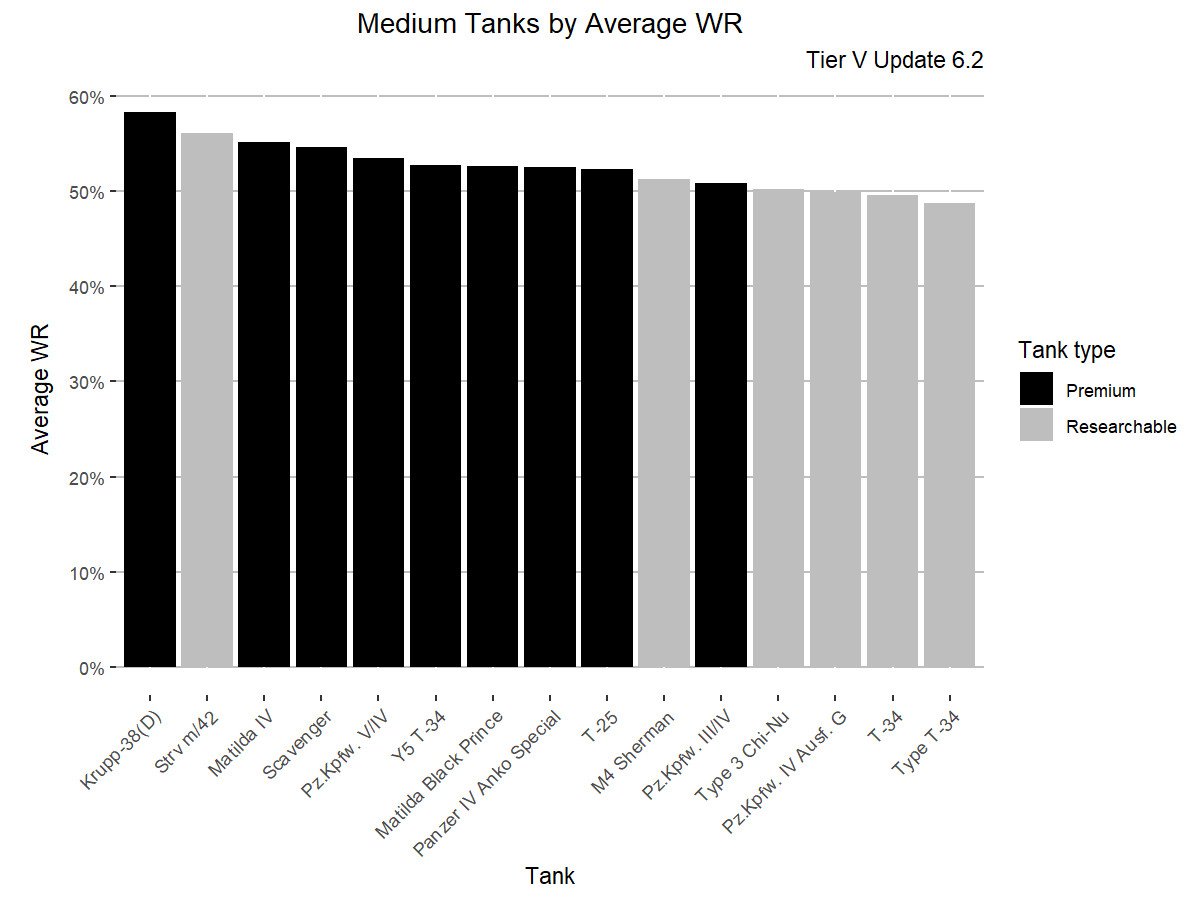 Medium Tanks by Average WR
Tier V Update 6.2
60%
50%
40%
30%
20%
10%
0%
Average WR
Krupp-38(D)
Strv m/42
Matilda IV
Scavenger
Pz.Kpfw. V/IV
Y5 T-34
Matilda Black Prince
Panzer IV Anko Special
T-25
M4 Sherman
Pz.Kpfw. III/IV
Type 3 Chi-Nu
Pz.Kpfw. IV Ausf. G
T-34
Type T-34
Tank
Tank type
Premium
Researchable